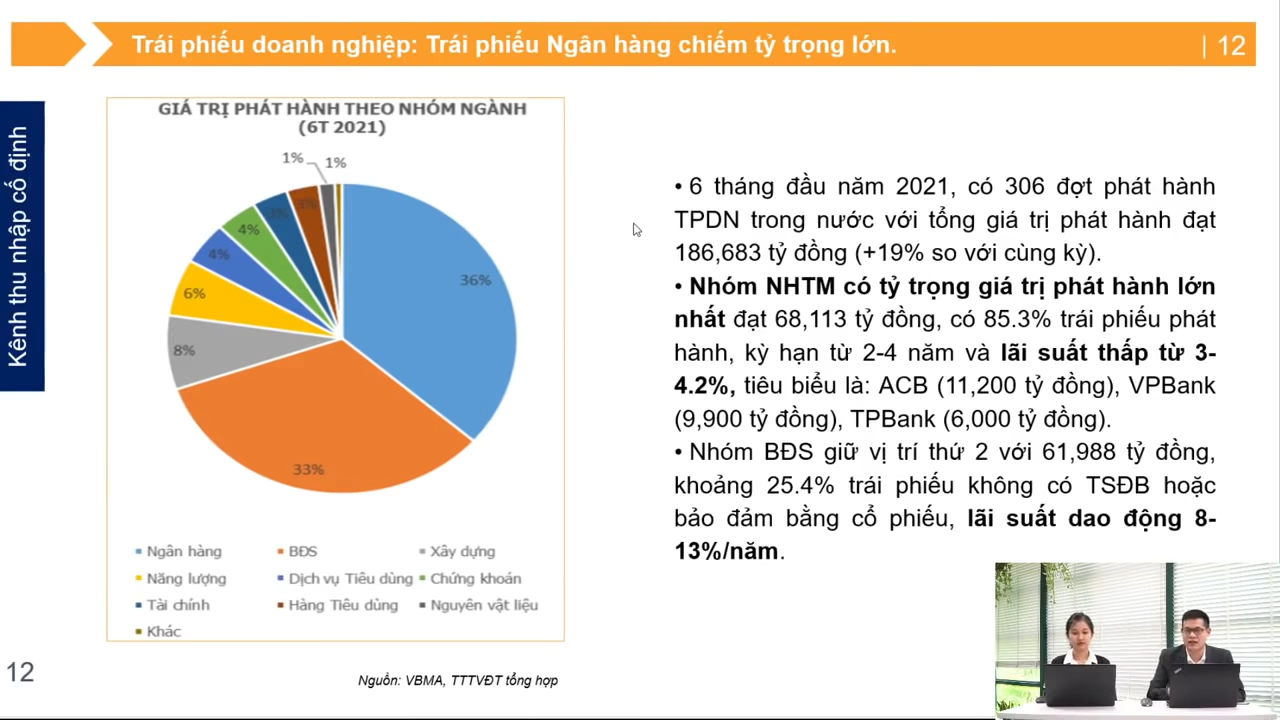 Trái phiếu doanh nghiệp: Trái phiếu Ngân hàng chiếm tỷ trọng lớn.
| 12
Kênh thu nhập cố định
GIÁ TRỊ PHÁT HÀNH THEO NHÓM NGÀNH
(6T 2021)
1%
1%
3%
3%
4%
4%
6%
8%
36%
33%
Ngân hàng
BĐS
Xây dựng
Năng lượng
Dịch vụ Tiêu dùng
Chứng khoán
Tài chính
Hàng Tiêu dùng
Nguyên vật liệu
Khác
• 6 tháng đầu năm 2021, có 306 đợt phát hành
TPDN trong nước với tổng giá trị phát hành đạt
186,683 tỷ đồng (+19% so với cùng kỳ).
• Nhóm NHTM có tỷ trọng giá trị phát hành lớn
nhất đạt 68,113 tỷ đồng, có 85.3% trái phiếu phát
hành, kỳ hạn từ 2-4 năm và lãi suất thấp từ 3-
4.2%, tiêu biểu là: ACB (11,200 tỷ đồng), VPBank
(9,900 tỷ đồng), TPBank (6,000 tỷ đồng).
• Nhóm BĐS giữ vị trí thứ 2 với 61,988 tỷ đồng,
khoảng 25.4% trái phiếu không có TSĐB hoặc
bảo đảm bằng cổ phiếu, lãi suất dao động 8-
13%/năm.
12
Nguồn: VBMA, TTTVĐT tổng hợp